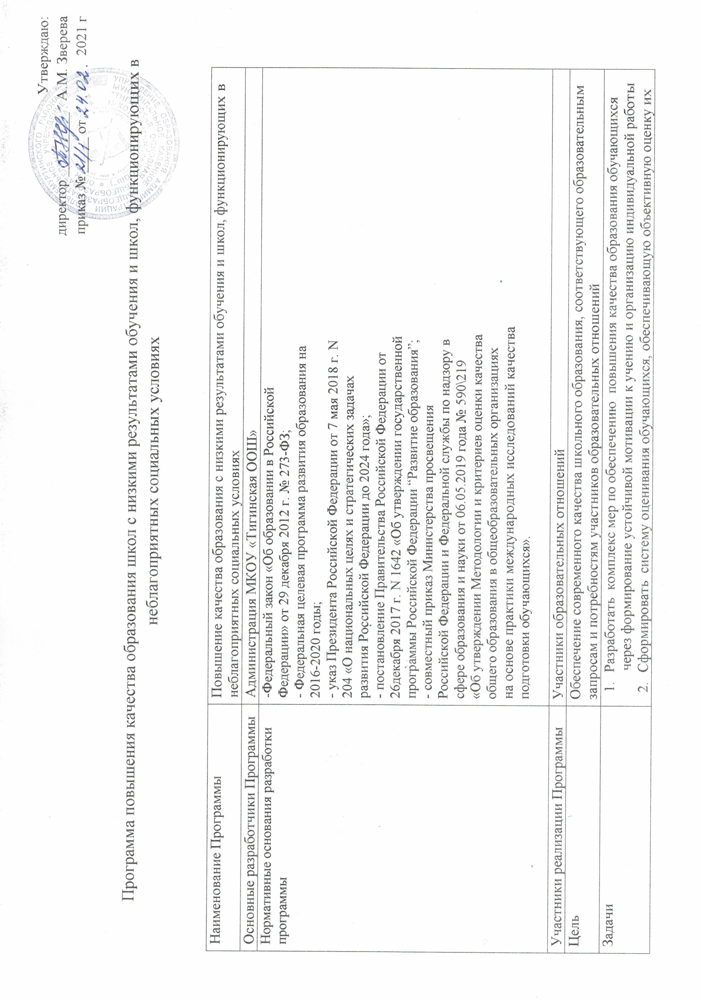 Утверждаю:
директор А.М. Зверева
приказ № от 24.02. 2021 г
Программа повышения качества образования школ с низкими результатами обучения и школ, функционирующих в
неблагоприятных социальных условиях
Наименование Программы
Повышение качества образования с низкими результатами обучения и школ, функционирующих в
неблагоприятных социальных условиях
Основные разработчики Программы
Администрация МКОУ «Тигинская ООШ»
Нормативные основания разработки
программы
-Федеральный закон «Об образовании в Российской
Федерации» от 29 декабря 2012 г. № 273-ФЗ;
- Федеральная целевая программа развития образования на
2016-2020 годы;
- указ Президента Российской Федерации от 7 мая 2018 г. N
204 «О национальных целях и стратегических задачах
развития Российской Федерации до 2024 года»;
- постановление Правительства Российской Федерации от
26декабря 2017 г. N 1642 «Об утверждении государственной
программы Российской Федерации “Развитие образования”;
- совместный приказ Министерства просвещения
Российской Федерации и Федеральной службы по надзору в
сфере образования и науки от 06.05.2019 года № 590\219
«Об утверждении Методологии и критериев оценки качества
общего образования в общеобразовательных организациях
на основе практики международных исследований качества
подготовки обучающихся».
Участники реализации Программы
Участники образовательных отношений
Цель
Обеспечение современного качества школьного образования, соответствующего образовательным
запросам и потребностям участников образовательных отношений
Задачи
1. Разработать комплекс мер по обеспечению повышения качества образования обучающихся
через формирование устойчивой мотивации к учению и организацию индивидуальной работы
2. Сформировать систему оценивания обучающихся, обеспечивающую объективную оценку их